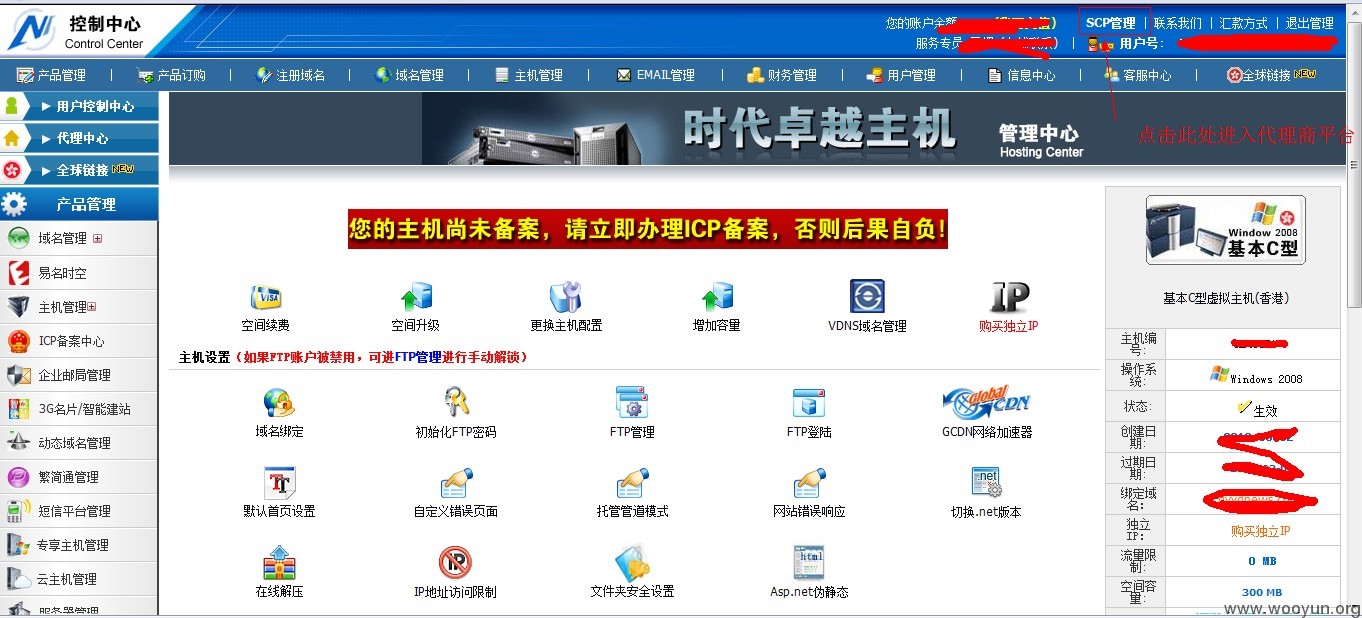 控制中心
Control Center
您的账户余额
SCP管理 | 联系我们 | 汇款方式 | 退出管理
服务专员
用户号:
产品管理 | 产品订购 | 注册域名 | 域名管理 | 主机管理 | EMAIL管理 | 财务管理 | 用户管理 | 信息中心 | 客服中心 | 全球链接 NEW
用户控制中心
代理中心
全球链接 NEW
产品管理
域名管理
易名时空
主机管理
ICP备案中心
企业邮局管理
3G名片/智能建站
动态域名管理
繁简通管理
短信平台管理
专享主机管理
云主机管理
服务器管理
时代卓越主机
管理中心
Hosting Center
点击此处进入代理商平台
您的主机尚未备案，请立即办理ICP备案，否则后果自负!
VISA
IP
空间续费 空间升级 更换主机配置 增加容量 VDNS域名管理 购买独立IP
主机设置（如果FTP账户被禁用，可进FTP管理进行手动解锁）
global CDN
域名绑定 初始化FTP密码 FTP管理 FTP登陆 GCDN网络加速器
.net
默认首页设置 自定义错误页面 托管管道模式 网站错误响应 切换.net版本
IP
html
在线解压 IP地址访问限制 文件夹安全设置 Asp.net伪静态
Window 2008
基本C型
基本C型虚拟主机(香港)
主机编号:
操作系统: Windows 2008
状态: 生效
创建日期:
过期日期:
绑定域名:
独立IP: 购买独立IP
流量限制: 0 MB
空间容量: 300 MB
www.wooyun.org